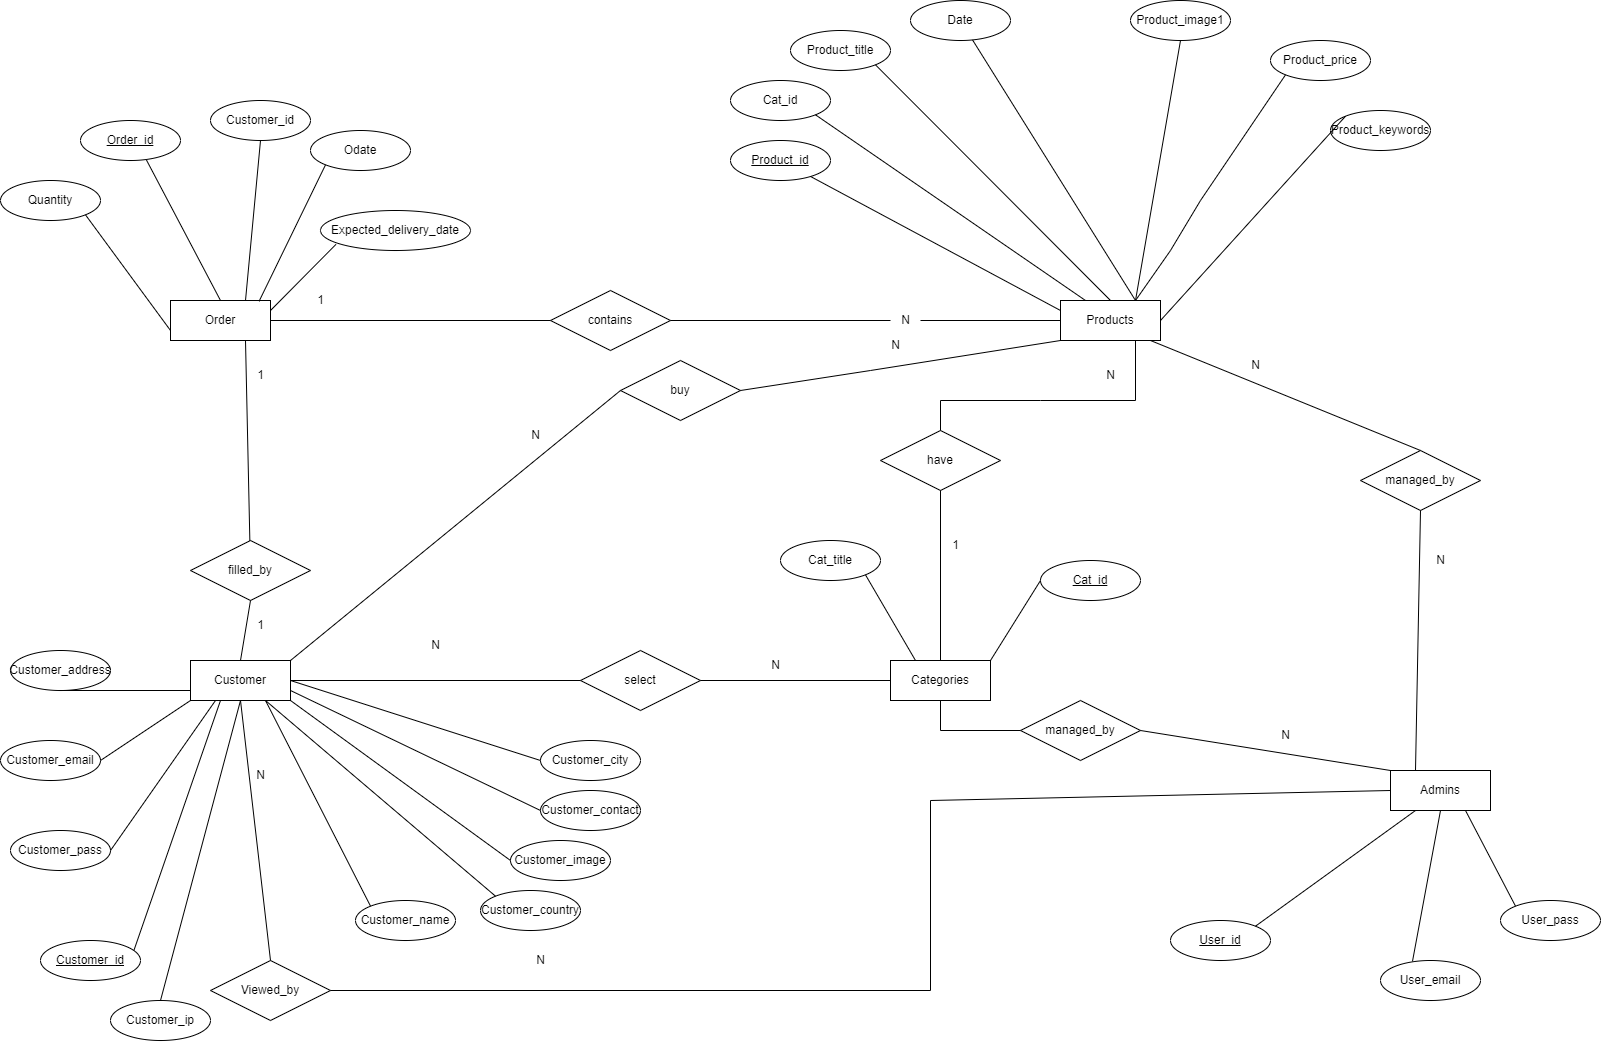 Date
Product_image1
Product_title
Product_price
Cat_id
Customer_id
Product_keywords
Order_id
Odate
Product_id
Quantity
Expected_delivery_date
1
Order
contains
N
Products
N
N
1
N
buy
N
have
managed_by
1
N
Cat_title
Cat_id
filled_by
1
N
N
Customer_address
Customer
select
Categories
managed_by
N
Customer_email
Customer_city
N
Admins
Customer_contact
Customer_pass
Customer_image
Customer_country
Customer_name
User_pass
User_id
Customer_id
N
User_email
Viewed_by
Customer_ip